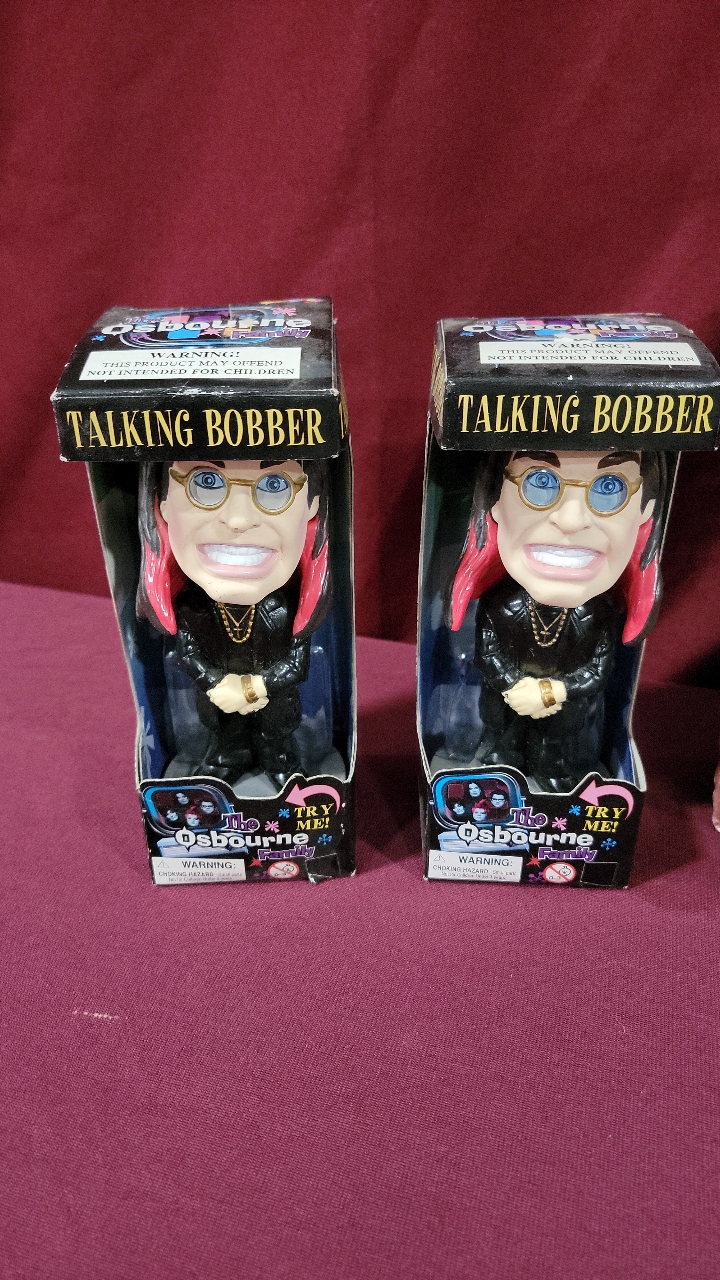 The
Osbourne
Family
WARNING!
THIS PRODUCT MAY OFFEND
NOT INTENDED FOR CHILDREN
TALKING BOBBER
TRY
ME!
The
Osbourne
Family
WARNING:
CHOKING HAZARD
Osbourne
Family
WARNING!
THIS PRODUCT MAY OFFEND
NOT INTENDED FOR CHILDREN
TALKING BOBBER
TRY
ME!
The
Osbourne
Family
WARNING:
CHOKING HAZARD